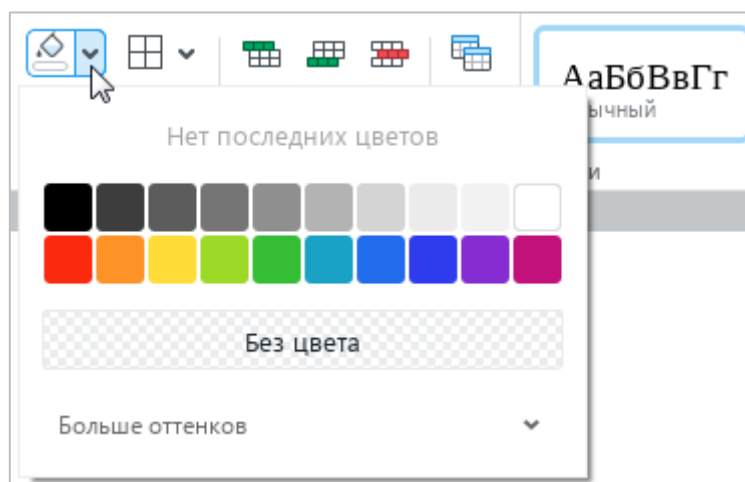 АаБбВвГг
ычный
и
Нет последних цветов
Без цвета
Больше оттенков